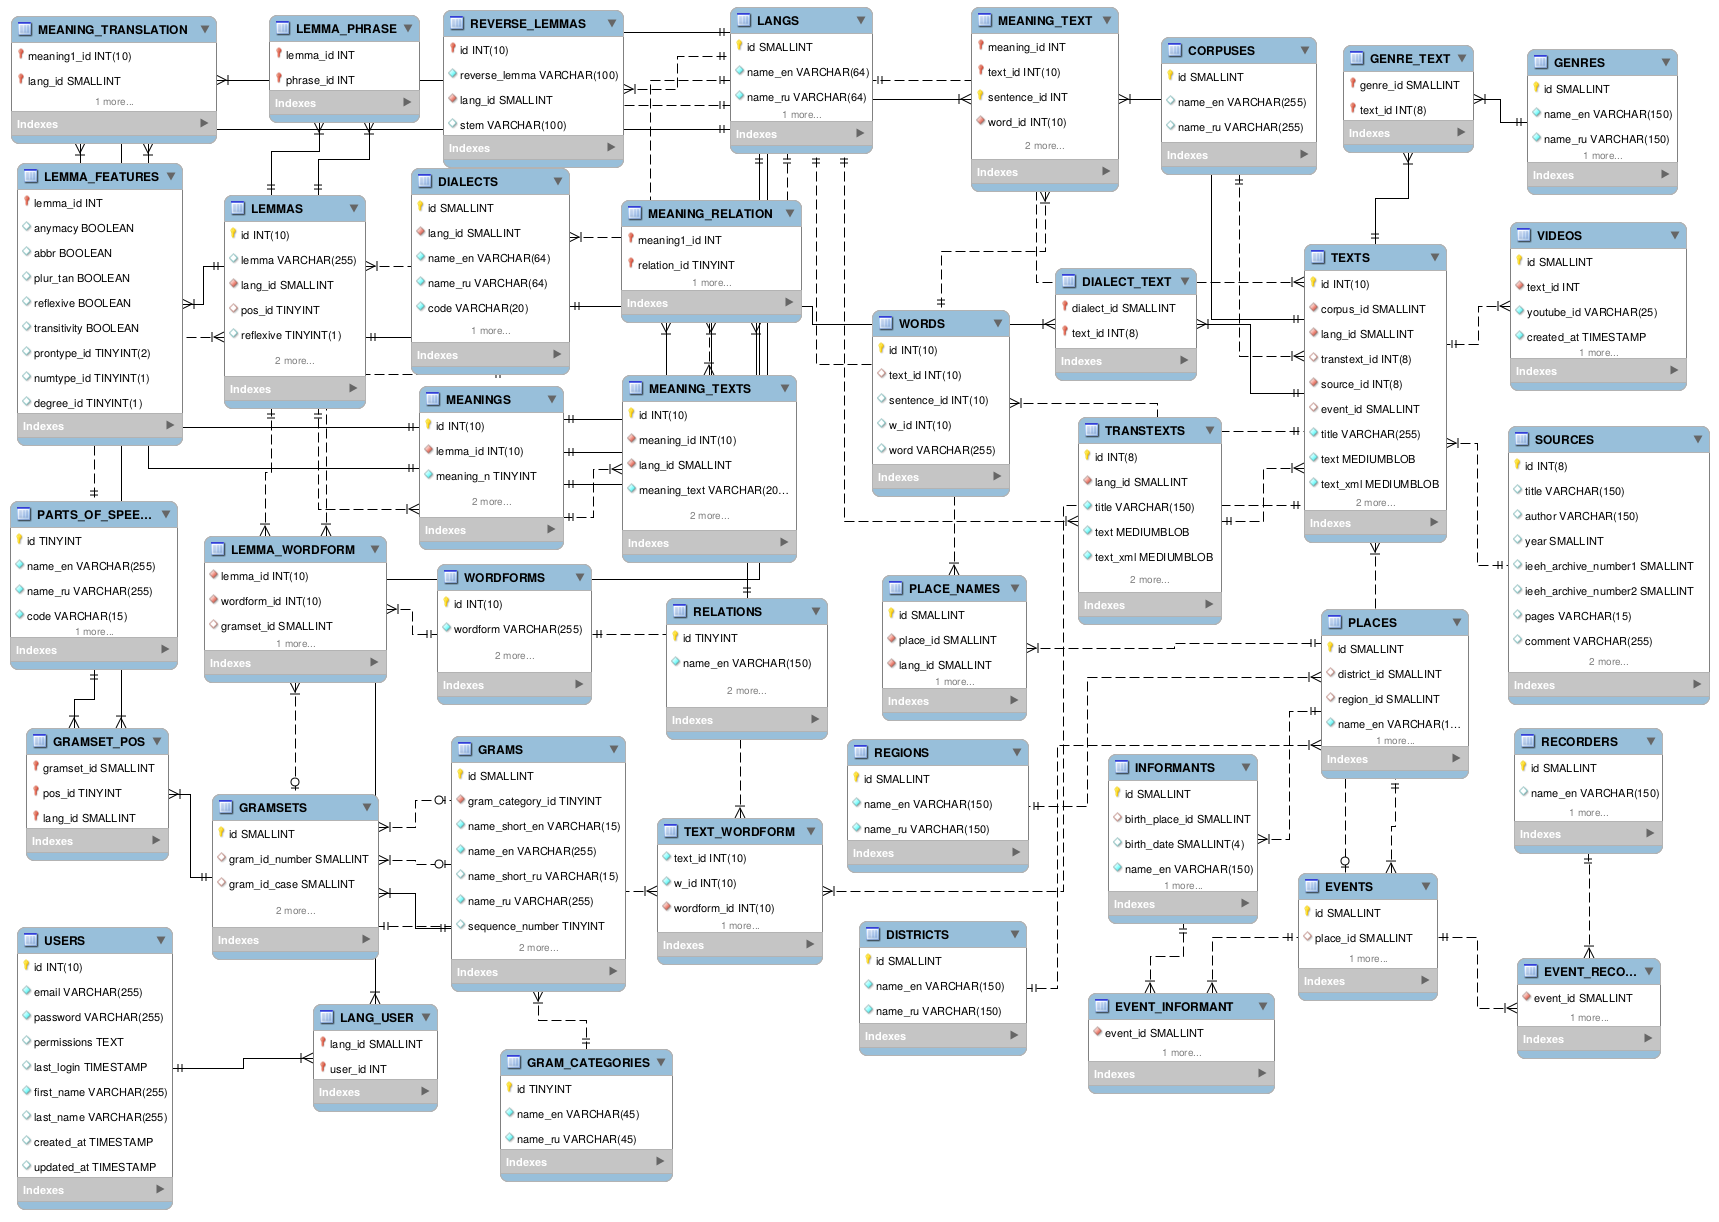 MEANING_TRANSLATION
meaning1_id INT(10)
lang_id SMALLINT
1 more...
Indexes
LEMMA_PHRASE
lemma_id INT
phrase_id INT
Indexes
REVERSE_LEMMAS
id INT(10)
reverse_lemma VARCHAR(100)
lang_id SMALLINT
stem VARCHAR(100)
Indexes
LANGS
id SMALLINT
name_en VARCHAR(64)
name_ru VARCHAR(64)
1 more...
Indexes
MEANING_TEXT
meaning_id INT
text_id INT(10)
sentence_id INT
word_id INT(10)
2 more...
Indexes
CORPUSES
id SMALLINT
name_en VARCHAR(255)
name_ru VARCHAR(255)
Indexes
GENRE_TEXT
genre_id SMALLINT
text_id INT(8)
Indexes
GENRES
id SMALLINT
name_en VARCHAR(150)
name_ru VARCHAR(150)
1 more...
Indexes
LEMMA_FEATURES
lemma_id INT
anymacy BOOLEAN
abbr BOOLEAN
plur_tan BOOLEAN
reflexive BOOLEAN
transitivity BOOLEAN
prontype_id TINYINT(2)
numtype_id TINYINT(1)
degree_id TINYINT(1)
Indexes
LEMMAS
id INT(10)
lemma VARCHAR(255)
lang_id SMALLINT
pos_id TINYINT
reflexive TINYINT(1)
2 more...
Indexes
DIALECTS
id SMALLINT
lang_id SMALLINT
name_en VARCHAR(64)
name_ru VARCHAR(64)
code VARCHAR(20)
1 more...
Indexes
MEANING_RELATION
meaning1_id INT
relation_id TINYINT
1 more...
Indexes
WORDS
id INT(10)
text_id INT(10)
sentence_id INT(10)
w_id INT(10)
word VARCHAR(255)
Indexes
DIALECT_TEXT
dialect_id SMALLINT
text_id INT(8)
Indexes
TEXTS
id INT(10)
corpus_id SMALLINT
lang_id SMALLINT
transtext_id INT(8)
source_id INT(8)
event_id SMALLINT
title VARCHAR(255)
text MEDIUMBLOB
text_xml MEDIUMBLOB
2 more...
Indexes
VIDEOS
id SMALLINT
text_id INT
youtube_id VARCHAR(25)
created_at TIMESTAMP
1 more...
Indexes
MEANINGS
id INT(10)
lemma_id INT(10)
meaning_n TINYINT
2 more...
Indexes
MEANING_TEXTS
id INT(10)
meaning_id INT(10)
lang_id SMALLINT
meaning_text VARCHAR(20...
2 more...
Indexes
TRANSTEXTS
id INT(8)
lang_id SMALLINT
title VARCHAR(150)
text MEDIUMBLOB
text_xml MEDIUMBLOB
2 more...
Indexes
SOURCES
id INT(8)
title VARCHAR(150)
author VARCHAR(150)
year SMALLINT
ieeh_archive_number1 SMALLINT
ieeh_archive_number2 SMALLINT
pages VARCHAR(15)
comment VARCHAR(255)
2 more...
Indexes
PARTS_OF_SPEE...
id TINYINT
name_en VARCHAR(255)
name_ru VARCHAR(255)
code VARCHAR(15)
1 more...
Indexes
LEMMA_WORDFORM
lemma_id INT(10)
wordform_id INT(10)
gramset_id SMALLINT
1 more...
Indexes
WORDFORMS
id INT(10)
wordform VARCHAR(255)
2 more...
Indexes
RELATIONS
id TINYINT
name_en VARCHAR(150)
2 more...
Indexes
PLACE_NAMES
id SMALLINT
place_id SMALLINT
lang_id SMALLINT
1 more...
Indexes
PLACES
id SMALLINT
district_id SMALLINT
region_id SMALLINT
name_en VARCHAR(1...
1 more...
Indexes
GRAMSET_POS
gramset_id SMALLINT
pos_id TINYINT
lang_id SMALLINT
Indexes
GRAMSETS
id SMALLINT
gram_id_number SMALLINT
gram_id_case SMALLINT
2 more...
Indexes
GRAMS
id SMALLINT
gram_category_id TINYINT
name_short_en VARCHAR(15)
name_en VARCHAR(255)
name_short_ru VARCHAR(15)
name_ru VARCHAR(255)
sequence_number TINYINT
2 more...
Indexes
TEXT_WORDFORM
text_id INT(10)
w_id INT(10)
wordform_id INT(10)
1 more...
Indexes
REGIONS
id SMALLINT
name_en VARCHAR(150)
name_ru VARCHAR(150)
Indexes
INFORMANTS
id SMALLINT
birth_place_id SMALLINT
birth_date SMALLINT(4)
name_en VARCHAR(150)
1 more...
Indexes
RECORDERS
id SMALLINT
name_en VARCHAR(150)
1 more...
Indexes
EVENTS
id SMALLINT
place_id SMALLINT
1 more...
Indexes
USERS
id INT(10)
email VARCHAR(255)
password VARCHAR(255)
permissions TEXT
last_login TIMESTAMP
first_name VARCHAR(255)
last_name VARCHAR(255)
created_at TIMESTAMP
updated_at TIMESTAMP
Indexes
LANG_USER
lang_id SMALLINT
user_id INT
Indexes
GRAM_CATEGORIES
id TINYINT
name_en VARCHAR(45)
name_ru VARCHAR(45)
Indexes
DISTRICTS
id SMALLINT
name_en VARCHAR(150)
name_ru VARCHAR(150)
Indexes
EVENT_INFORMANT
event_id SMALLINT
1 more...
Indexes
EVENT_RECO...
event_id SMALLINT
1 more...
Indexes